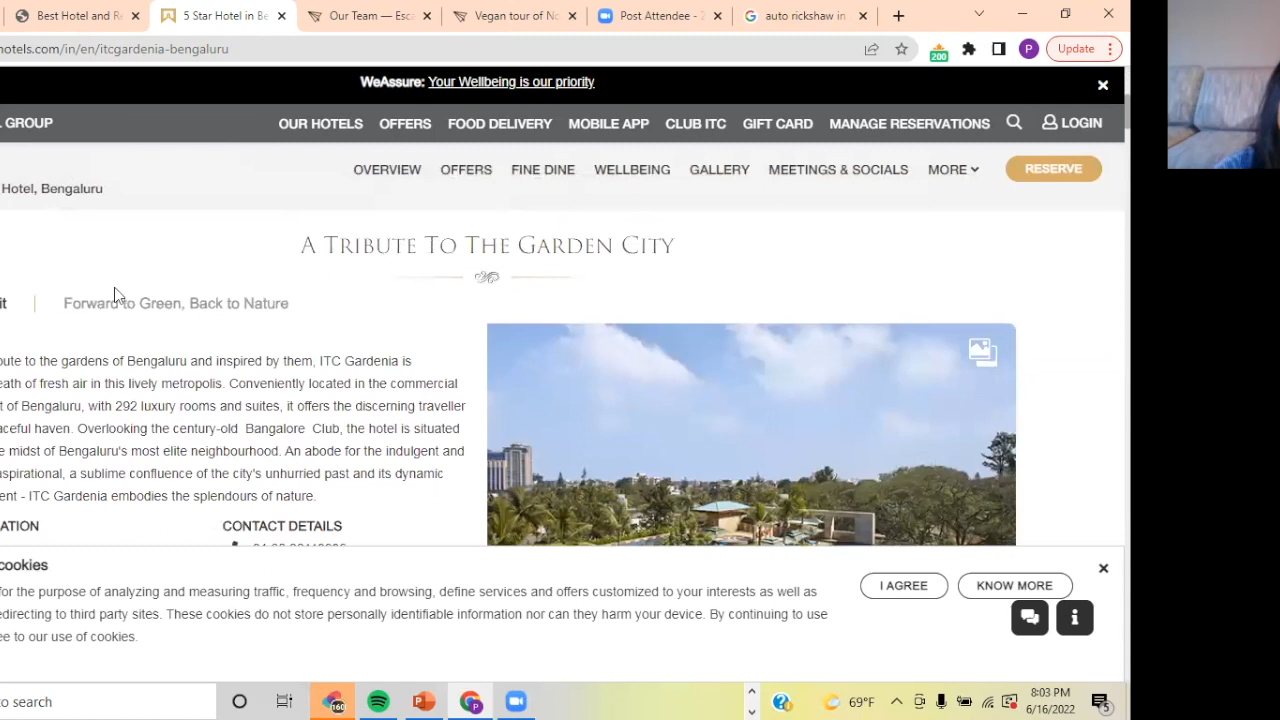 Best Hotel and Re
5 Star Hotel in Be
Our Team — Esca
Vegan tour of No
Post Attendee - 2
auto rickshaw in
hotels.com/in/en/itcgardenia-bengaluru
200
P
Update
WeAssure: Your Wellbeing is our priority
GROUP
OUR HOTELS OFFERS FOOD DELIVERY MOBILE APP CLUB ITC GIFT CARD MANAGE RESERVATIONS LOGIN
OVERVIEW OFFERS FINE DINE WELLBEING GALLERY MEETINGS & SOCIALS MORE RESERVE
Hotel, Bengaluru
A TRIBUTE TO THE GARDEN CITY
it
Forward to Green, Back to Nature
ute to the gardens of Bengaluru and inspired by them, ITC Gardenia is
eath of fresh air in this lively metropolis. Conveniently located in the commercial
t of Bengaluru, with 292 luxury rooms and suites, it offers the discerning traveller
aceful haven. Overlooking the century-old Bangalore Club, the hotel is situated
e midst of Bengaluru's most elite neighbourhood. An abode for the indulgent and
aspirational, a sublime confluence of the city's unhurried past and its dynamic
ent - ITC Gardenia embodies the splendours of nature.
ATION
CONTACT DETAILS
cookies
for the purpose of analyzing and measuring traffic, frequency and browsing, define services and offers customized to your interests as well as
edirecting to third party sites. These cookies do not store personally identifiable information nor can they harm your device. By continuing to use
ee to our use of cookies.
I AGREE
KNOW MORE
to search
160
69°F
8:03 PM
6/16/2022
5